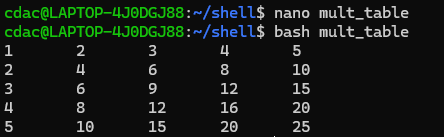 cdac@LAPTOP-4J0DGJ88:~/shell$ nano mult_table
cdac@LAPTOP-4J0DGJ88:~/shell$ bash mult_table
1 2 3 4 5
2 4 6 8 10
3 6 9 12 15
4 8 12 16 20
5 10 15 20 25